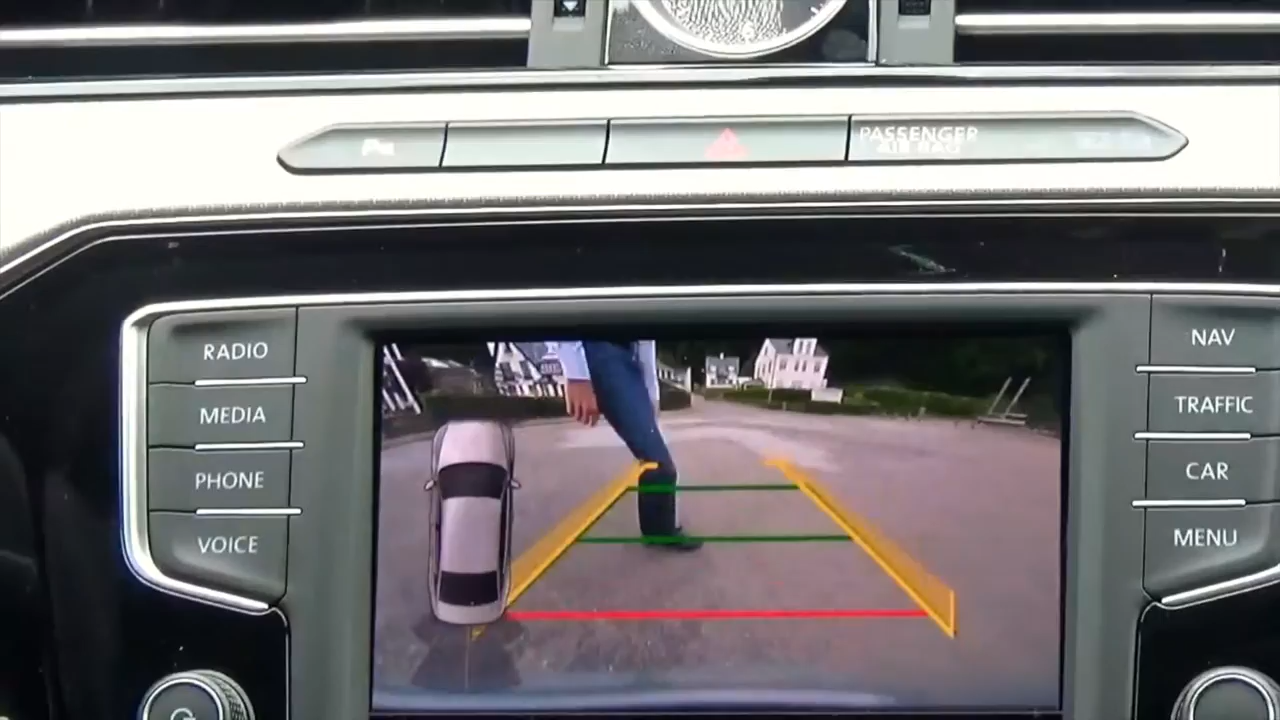 PASSENGER
AIR BAG
RADIO
MEDIA
PHONE
VOICE
NAV
TRAFFIC
CAR
MENU